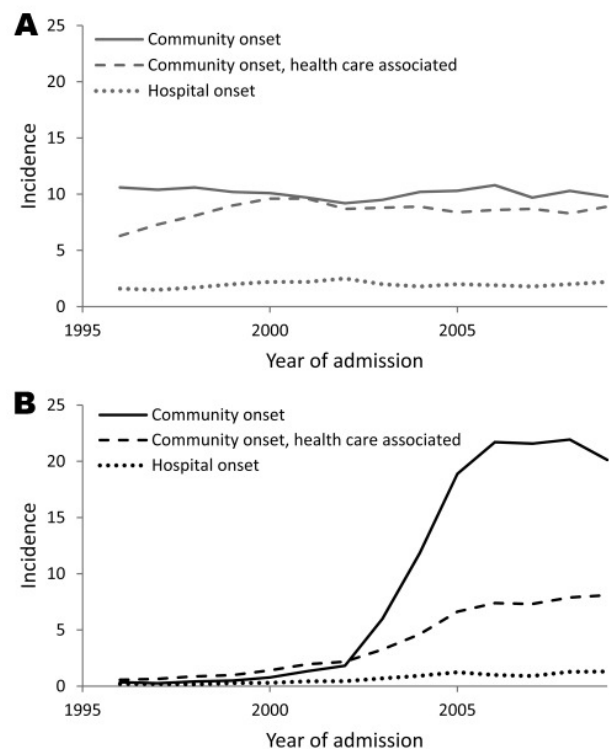 A
25
20
15
10
5
0
Incidence
Community onset
Community onset, health care associated
Hospital onset
1995
2000
2005
Year of admission
B
25
20
15
10
5
0
Incidence
Community onset
Community onset, health care associated
Hospital onset
1995
2000
2005
Year of admission